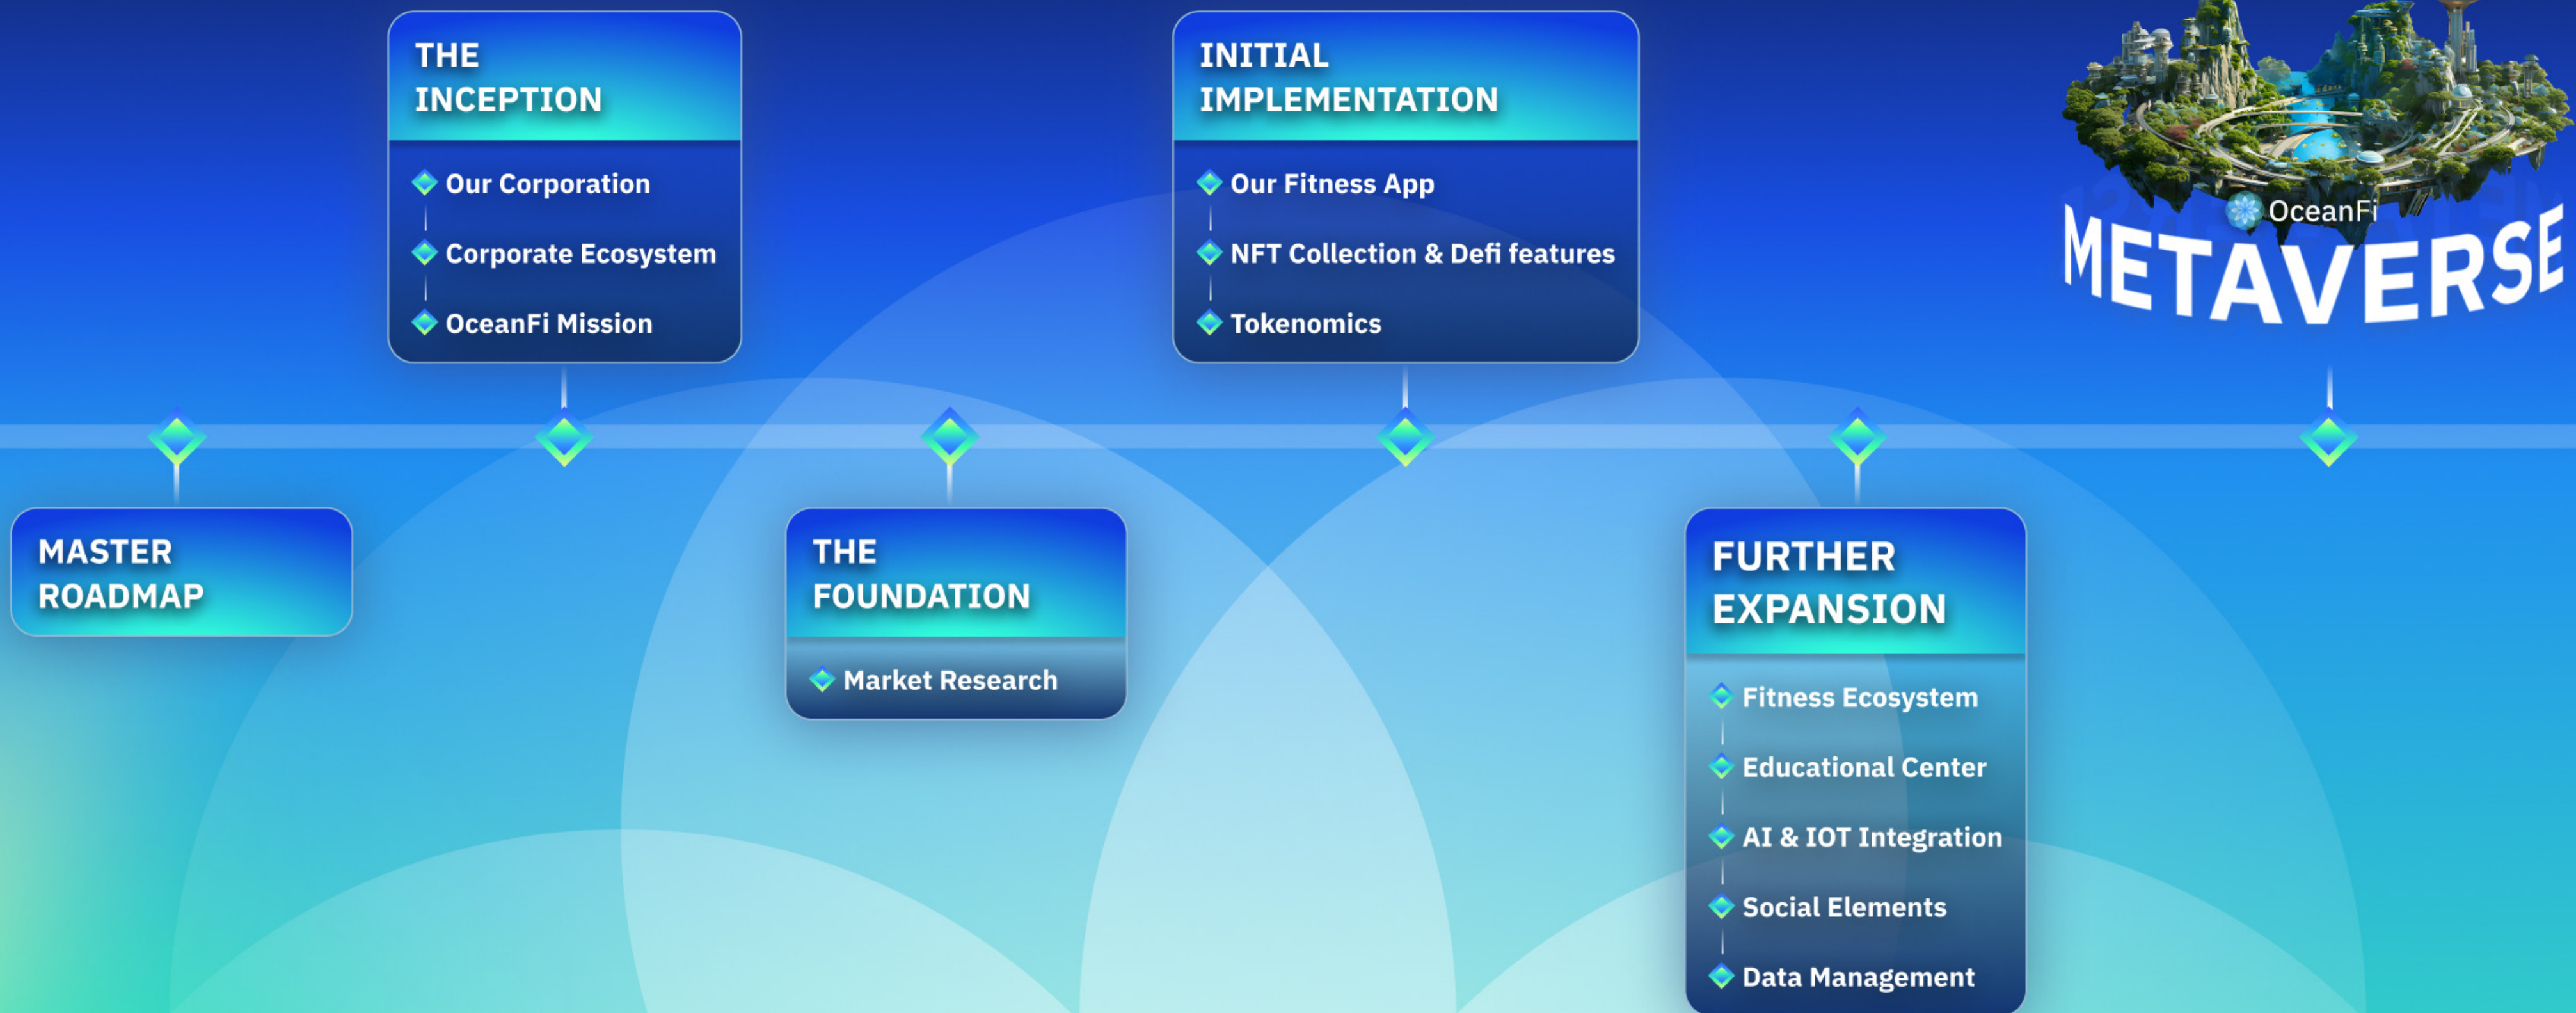 MASTER
ROADMAP
THE
INCEPTION
Our Corporation
Corporate Ecosystem
OceanFi Mission
THE
FOUNDATION
Market Research
INITIAL
IMPLEMENTATION
Our Fitness App
NFT Collection & Defi features
Tokenomics
FURTHER
EXPANSION
Fitness Ecosystem
Educational Center
AI & IOT Integration
Social Elements
Data Management
OceanFi
METAVERSE